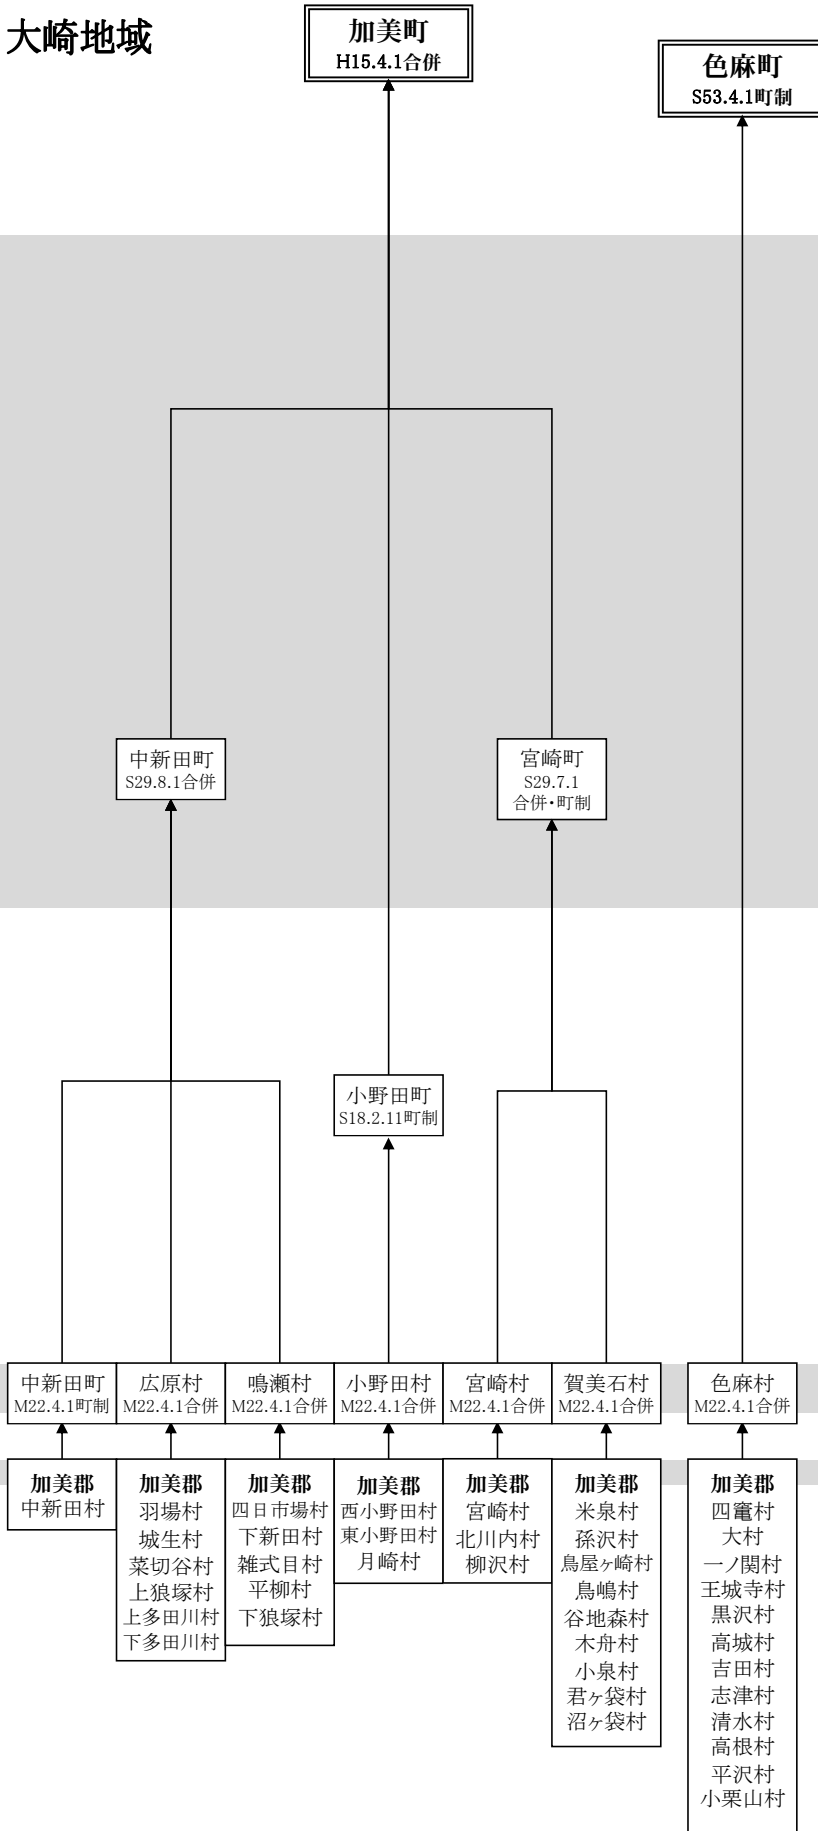 大崎地域
加美町
H15.4.1合併
色麻町
S53.4.1町制
中新田町
S29.8.1合併
宮崎町
S29.7.1
合併・町制
小野田町
S18.2.11町制
中新田町
M22.4.1町制
広原村
M22.4.1合併
鳴瀬村
M22.4.1合併
小野田村
M22.4.1合併
宮崎村
M22.4.1合併
賀美石村
M22.4.1合併
色麻村
M22.4.1合併
加美郡
中新田村
加美郡
羽場村
城生村
菜切谷村
上狼塚村
上多田川村
下多田川村
加美郡
四日市場村
下新田村
雑式目村
平柳村
下狼塚村
加美郡
西小野田村
東小野田村
月崎村
加美郡
宮崎村
北川内村
柳沢村
加美郡
米泉村
孫沢村
鳥屋ヶ崎村
鳥嶋村
谷地森村
木舟村
小泉村
君ヶ袋村
沼ヶ袋村
加美郡
四竃村
大村
一ノ関村
王城寺村
黒沢村
高城村
吉田村
志津村
清水村
高根村
平沢村
小栗山村